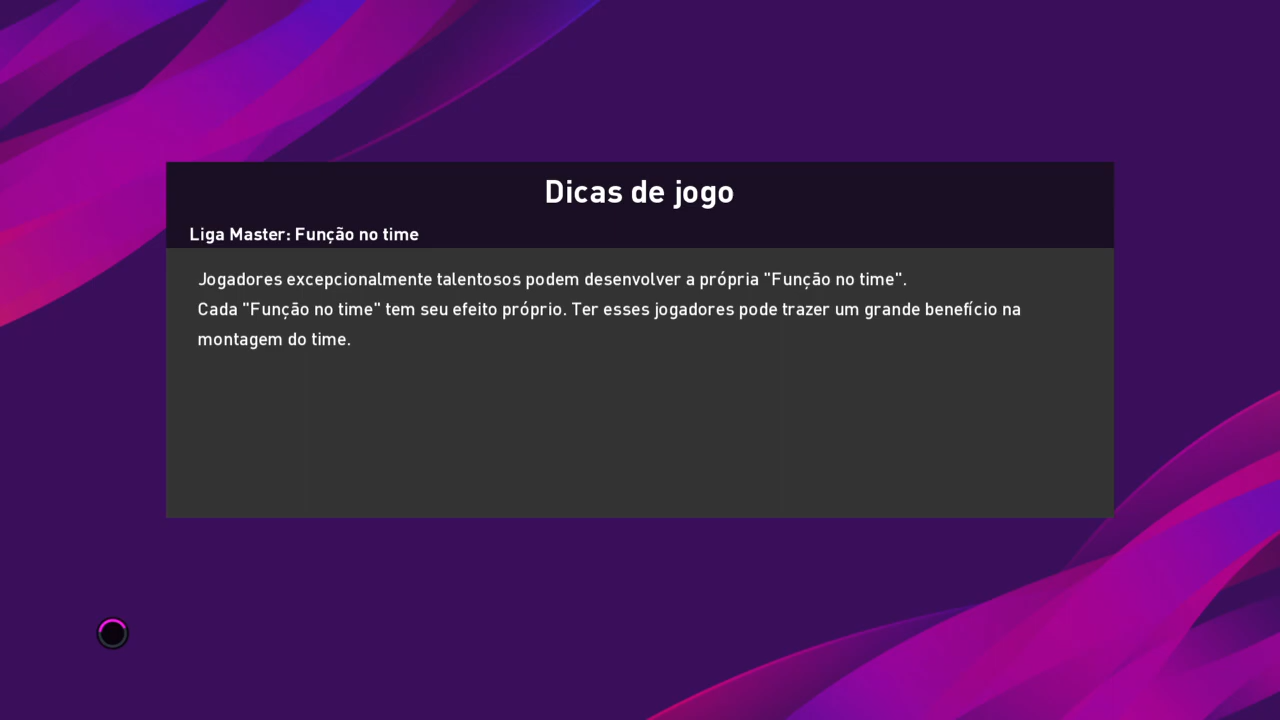 Dicas de jogo
Liga Master: Função no time
Jogadores excepcionalmente talentosos podem desenvolver a própria "Função no time".
Cada "Função no time" tem seu efeito próprio. Ter esses jogadores pode trazer um grande benefício na
montagem do time.